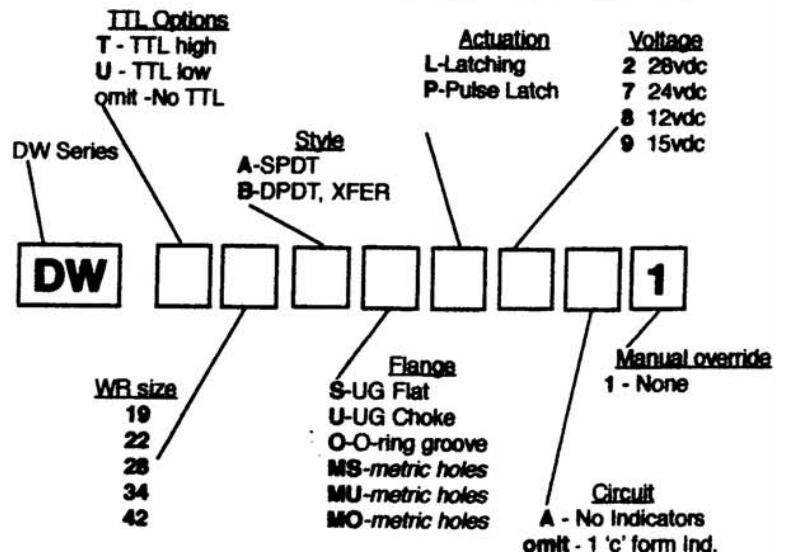 TTL Options
T - TTL high
U - TTL low
omit -No TTL
Actuation
L-Latching
P-Pulse Latch
Voltage
2 28vdc
7 24vdc
8 12vdc
9 15vdc
DW Series
Style
A-SPDT
B-DPDT, XFER
DW
1
WR size
19
22
28
34
42
Flange
S-UG Flat
U-UG Choke
O-O-ring groove
MS-metric holes
MU-metric holes
MO-metric holes
Manual override
1 - None
Circuit
A - No Indicators
omit - 1 'c' form Ind.